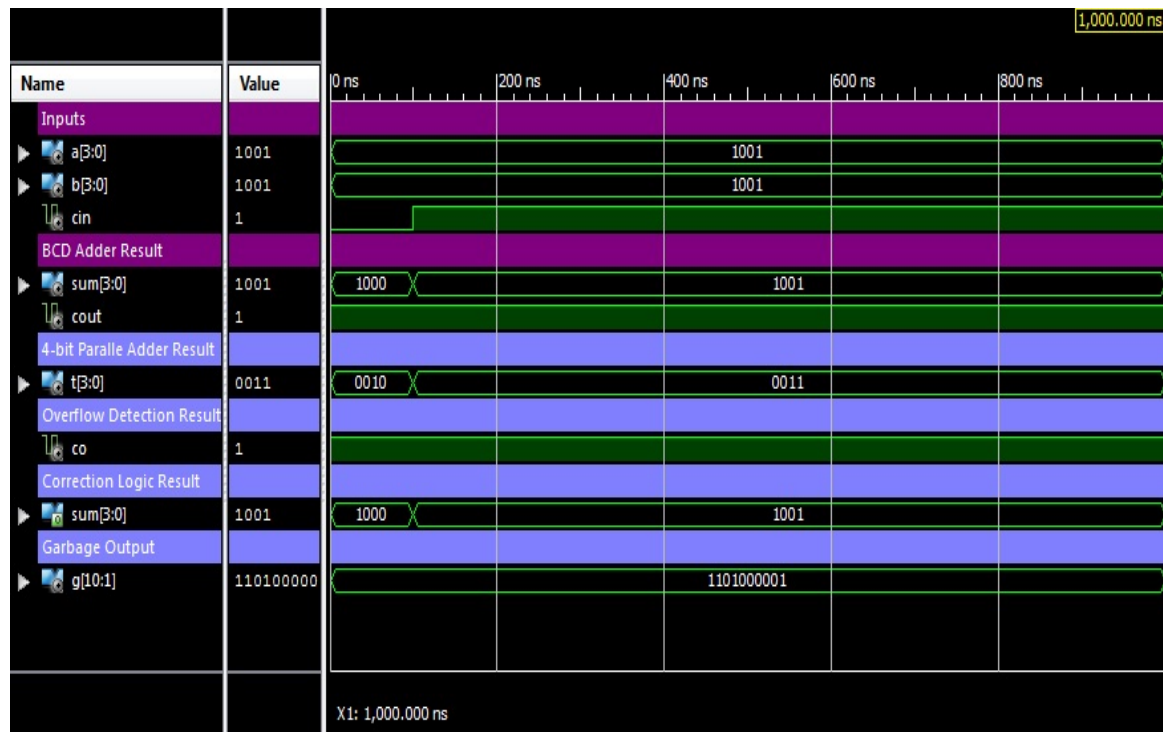 1,000.000 ns
Name Value 0 ns 200 ns 400 ns 600 ns 800 ns
Inputs
a[3:0] 1001 1001
b[3:0] 1001 1001
cin 1
BCD Adder Result
sum[3:0] 1001 1000 1001
cout 1
4-bit Paralle Adder Result
t[3:0] 0011 0010 0011
Overflow Detection Result
co 1
Correction Logic Result
sum[3:0] 1001 1000 1001
Garbage Output
g[10:1] 110100000 1101000001
X1: 1,000.000 ns